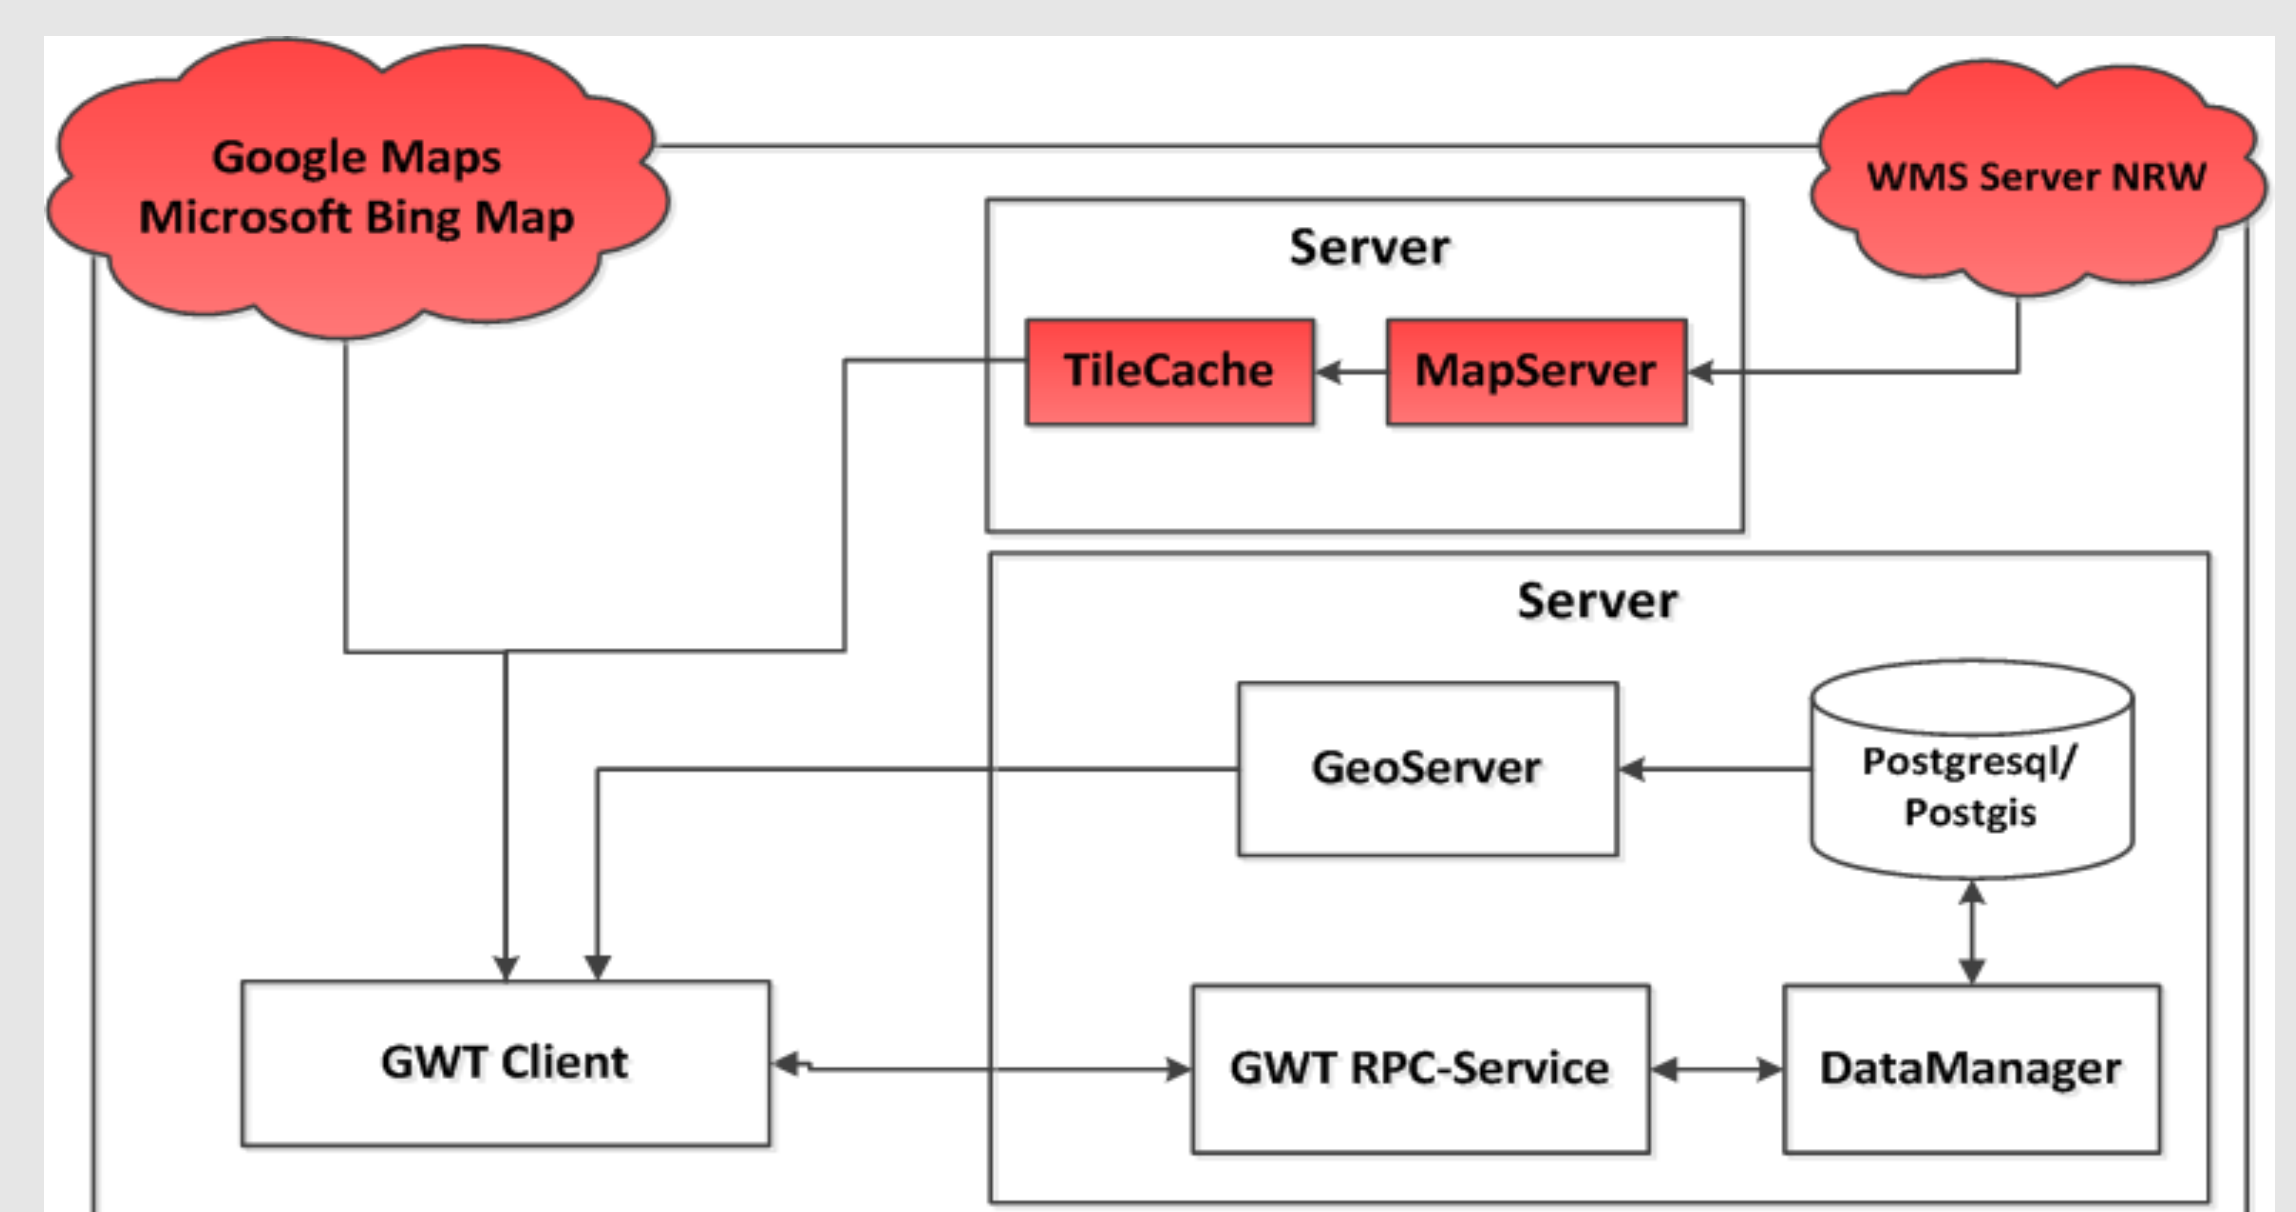 Google Maps
Microsoft Bing Map
WMS Server NRW
Server
TileCache
MapServer
Server
GeoServer
Postgresql/
Postgis
GWT Client
GWT RPC-Service
DataManager